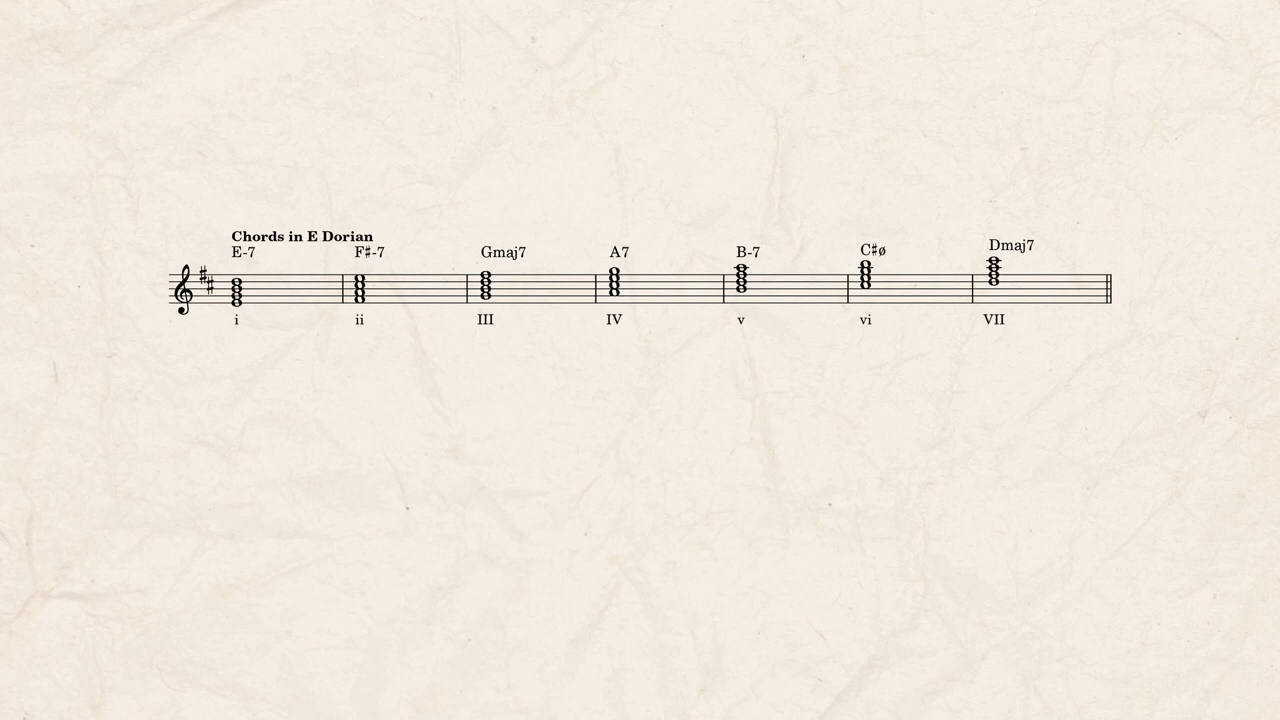 Chords in E Dorian
E-7 F♯-7 Gmaj7 A7 B-7 C♯ø Dmaj7
i ii III IV v vi VII